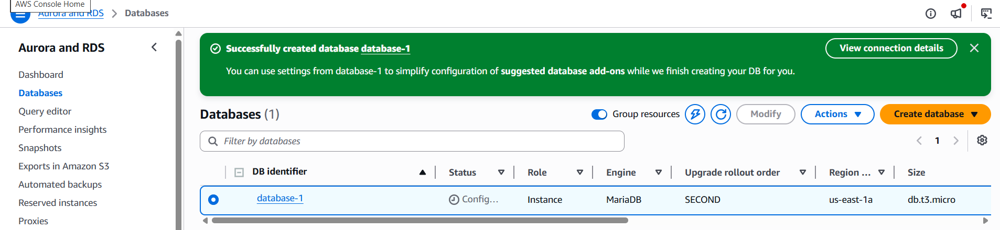 AWS Console Home
Aurora and RDS > Databases
Aurora and RDS
Dashboard
Databases
Query editor
Performance insights
Snapshots
Exports in Amazon S3
Automated backups
Reserved instances
Proxies
Successfully created database database-1
View connection details
You can use settings from database-1 to simplify configuration of suggested database add-ons while we finish creating your DB for you.
Databases (1)
Group resources
Modify
Actions
Create database
Filter by databases
1
DB identifier Status Role Engine Upgrade rollout order Region ... Size
database-1 Config... Instance MariaDB SECOND us-east-1a db.t3.micro